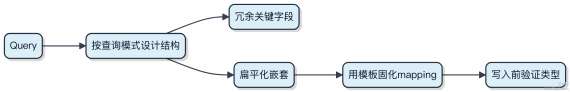 Query
按查询模式设计结构
冗余关键字段
扁平化嵌套
用模板固化mapping
写入前验证类型